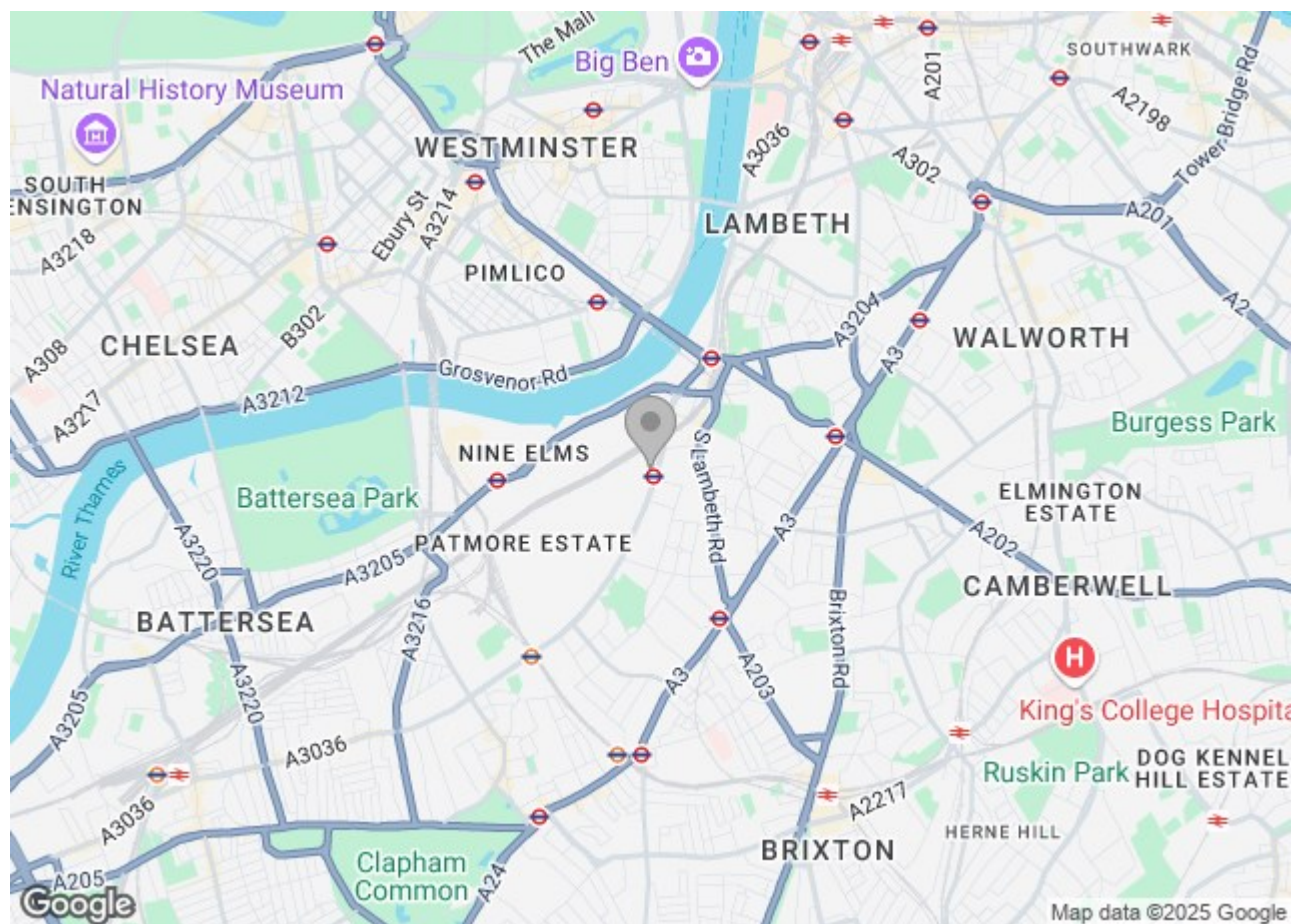 The Mall
Big Ben
SOUTHWARK
A201
Natural History Museum
A2198
Tower Bridge Rd
WESTMINSTER
A3036
A302
SOUTH
ENSINGTON
Ebury St
A3214
A201
A3218
LAMBETH
PIMLICO
A2
B302
A3204
CHELSEA
A308
A3
WALWORTH
Grosvenor Rd
A3212
A3217
Burgess Park
NINE ELMS
S Lambeth Rd
Battersea Park
ELMINGTON
ESTATE
River Thames
A3220
A3
PATMORE ESTATE
A202
A3205
CAMBERWELL
BATTERSEA
A3216
Brixton Rd
H
A3220
A3
A203
A3205
King's College Hospita
A3036
DOG KENNEL
HILL ESTATE
Ruskin Park
A2217
A3036
HERNE HILL
BRIXTON
Clapham
Common
A24
A205
Google
Map data ©2025 Google